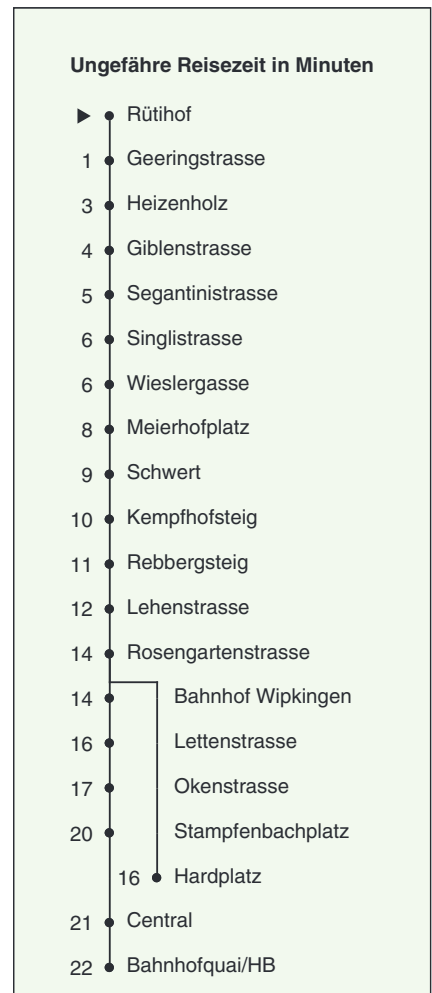 Ungefähre Reisezeit in Minuten
▶ Rütihof
1 Geeringstrasse
3 Heizenholz
4 Giblenstrasse
5 Segantinistrasse
6 Singlistrasse
6 Wieslergasse
8 Meierhofplatz
9 Schwert
10 Kempfhofsteig
11 Rebbergsteig
12 Lehenstrasse
14 Rosengartenstrasse
14 Bahnhof Wipkingen
16 Lettenstrasse
17 Okenstrasse
20 Stampfenbachplatz
16 Hardplatz
21 Central
22 Bahnhofquai/HB